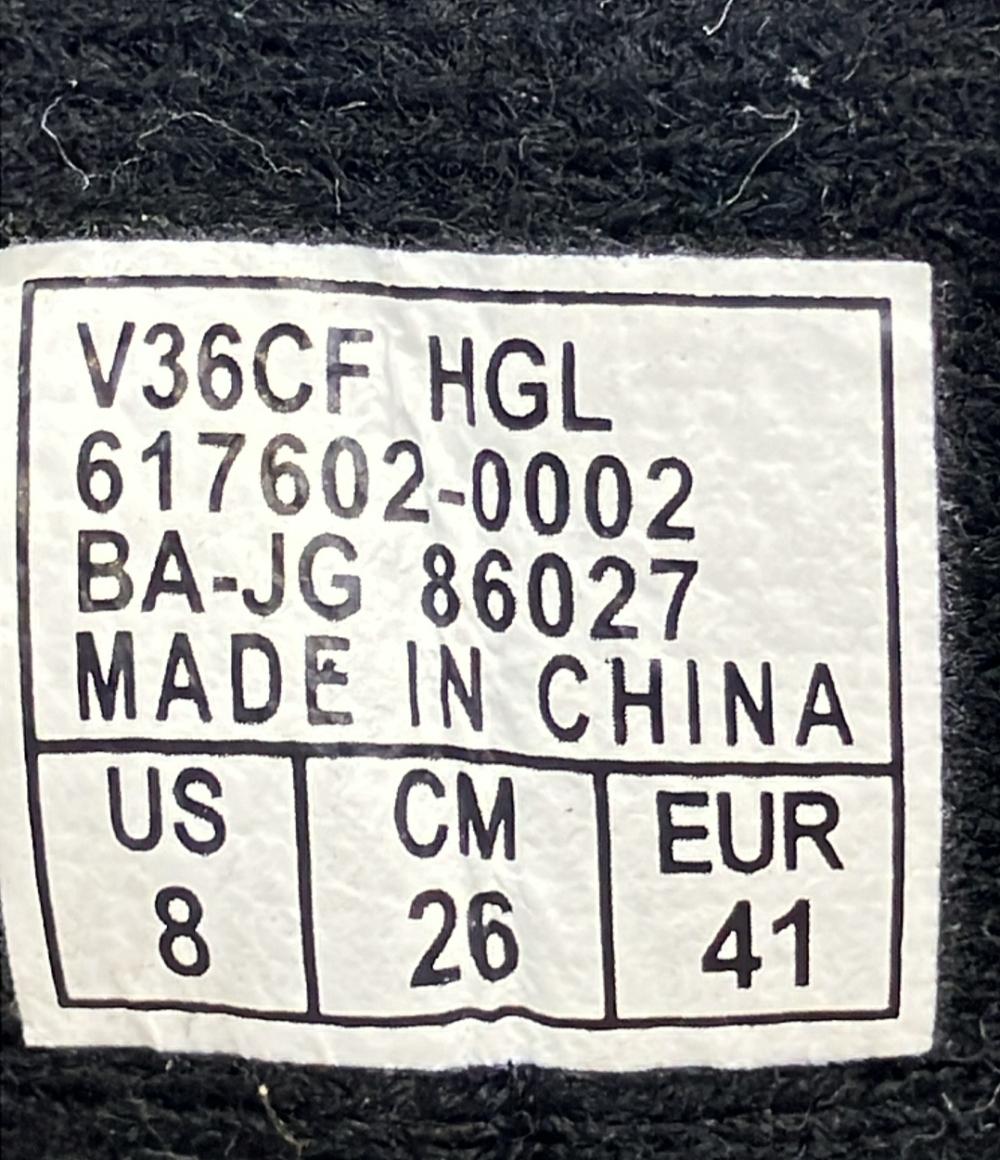 V36CF HGL
617602-0002
BA-JG 86027
MADE IN CHINA
US CM EUR
8 26 41